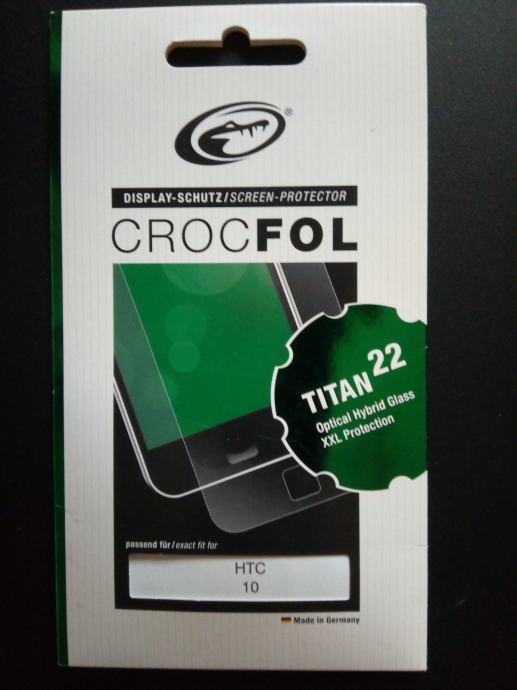 ®
DISPLAY-SCHUTZ/SCREEN-PROTECTOR
CROCFOL
TITAN 22
Optical Hybrid Glass
XXL Protection
passend für/exact fit for
HTC
10
Made in Germany